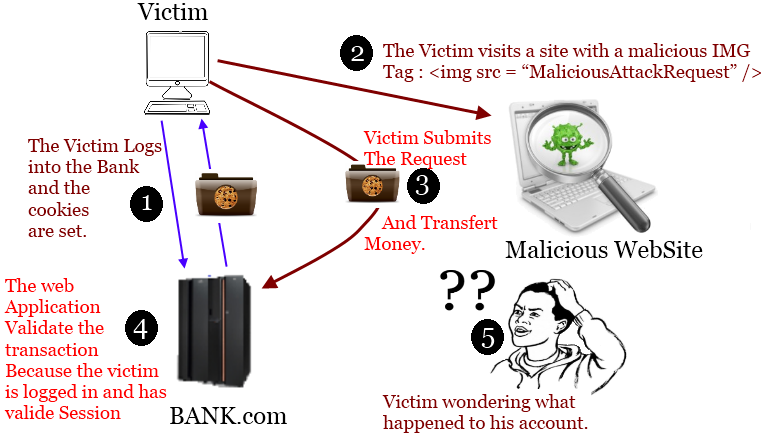 Victim
2
The Victim visits a site with a malicious IMG
Tag : <img src = “MaliciousAttackRequest” />
The Victim Logs
into the Bank
and the
cookies
are set.
1
Victim Submits
The Request
3
And Transfert
Money.
Malicious WebSite
The web
Application
Validate the
transaction
Because the victim
is logged in and has
valide Session
4
BANK.com
??
5
Victim wondering what
happened to his account.